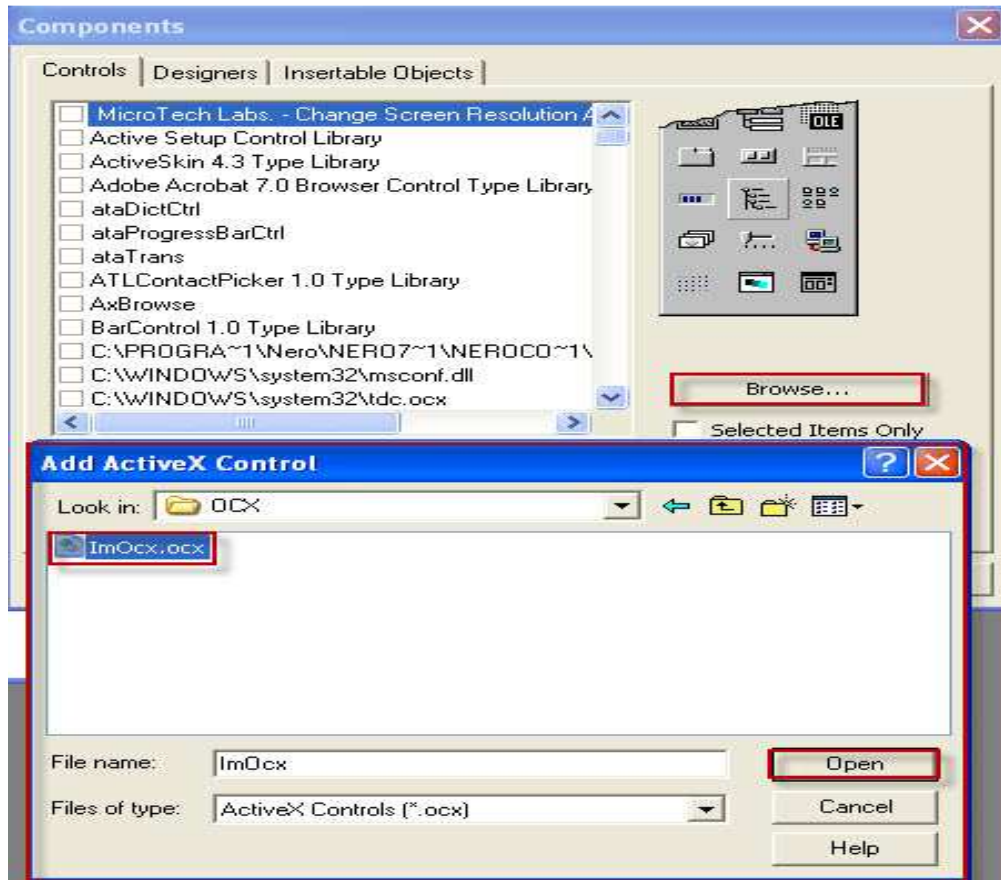 Components
Controls Designers Insertable Objects
MicroTech Labs. - Change Screen Resolution A
Active Setup Control Library
ActiveSkin 4.3 Type Library
Adobe Acrobat 7.0 Browser Control Type Library
ataDictCtrl
ataProgressBarCtrl
ataTrans
ATLContactPicker 1.0 Type Library
AxBrowse
BarControl 1.0 Type Library
C:\PROGRA~1\Nero\NERO7~1\NEROCO~1\
C:\WINDOWS\system32\msconf.dll
C:\WINDOWS\system32\tdc.ocx
OLE
Browse...
Selected Items Only
Add ActiveX Control
Look in: OCX
ImOcx.ocx
File name: ImOcx
Open
Files of type: ActiveX Controls (*.ocx)
Cancel
Help